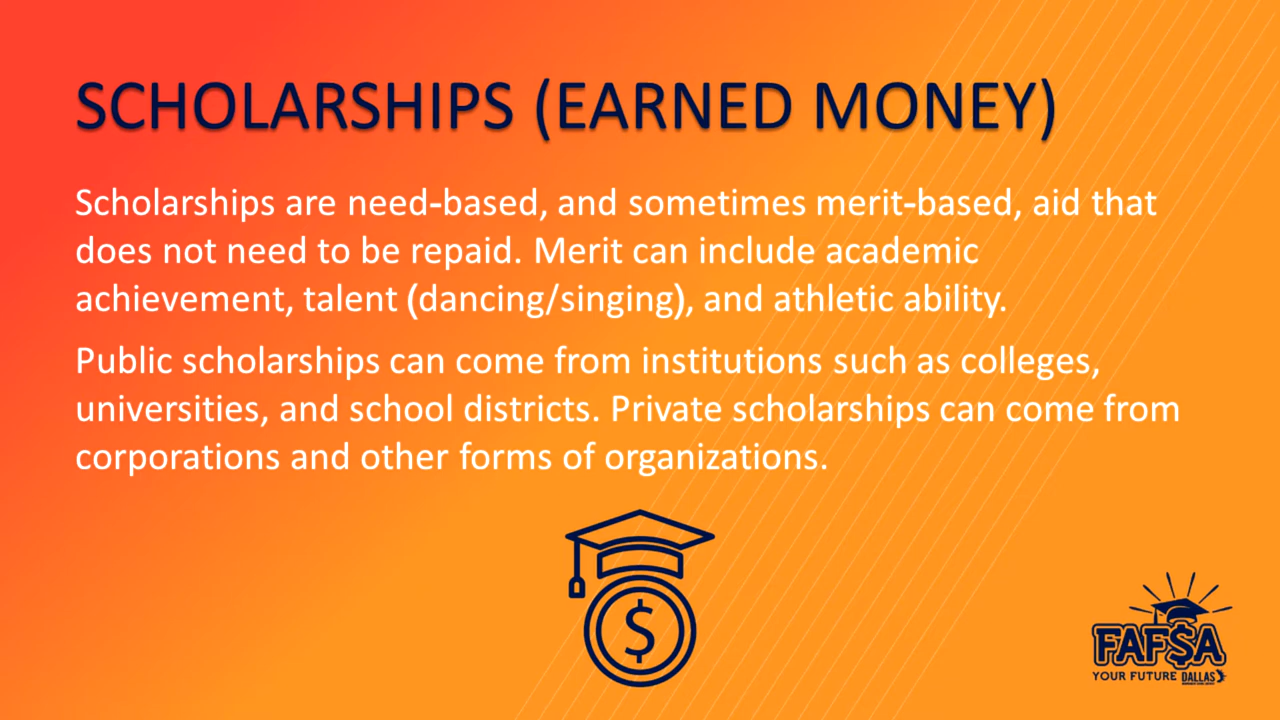 SCHOLARSHIPS (EARNED MONEY)
Scholarships are need-based, and sometimes merit-based, aid that
does not need to be repaid. Merit can include academic
achievement, talent (dancing/singing), and athletic ability.
Public scholarships can come from institutions such as colleges,
universities, and school districts. Private scholarships can come from
corporations and other forms of organizations.
$
FAF$A
YOUR FUTURE DALLAS